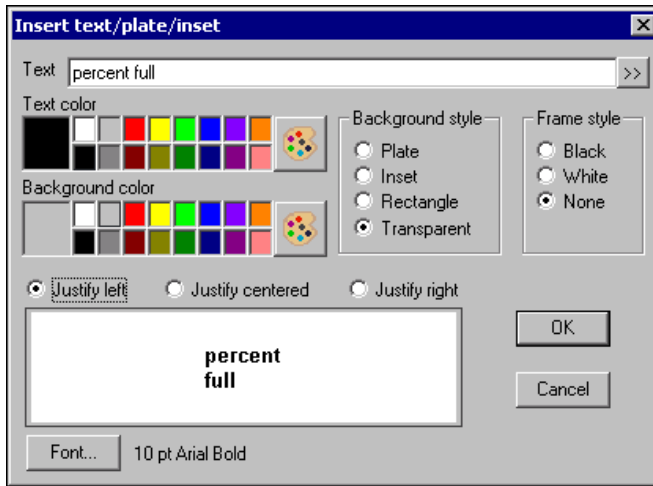 Insert text/plate/inset
Text percent full >>
Text color
Background color
Background style
Plate
Inset
Rectangle
Transparent
Frame style
Black
White
None
Justify left Justify centered Justify right
percent
full
OK
Cancel
Font... 10 pt Arial Bold